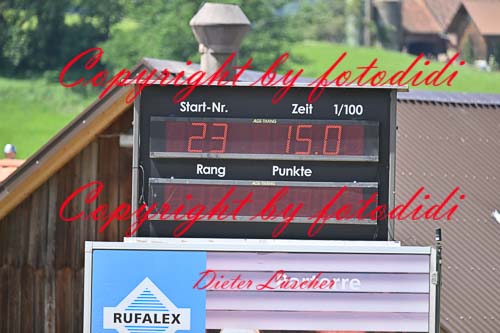 Copyright by fotodidi
Start-Nr. Zeit 1/100
23 15.0
Rang Punkte
Copyright by fotodidi
Dieter Lüscher
RUFALEX